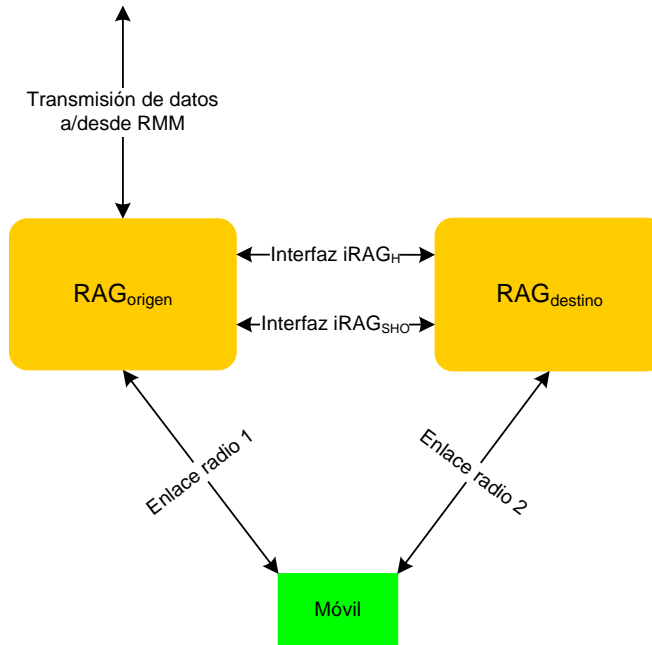 Transmisión de datos
a/desde RMM
RAGorigen
Interfaz iRAGH
RAGdestino
Interfaz iRAGSHO
Enlace radio 1
Enlace radio 2
Móvil